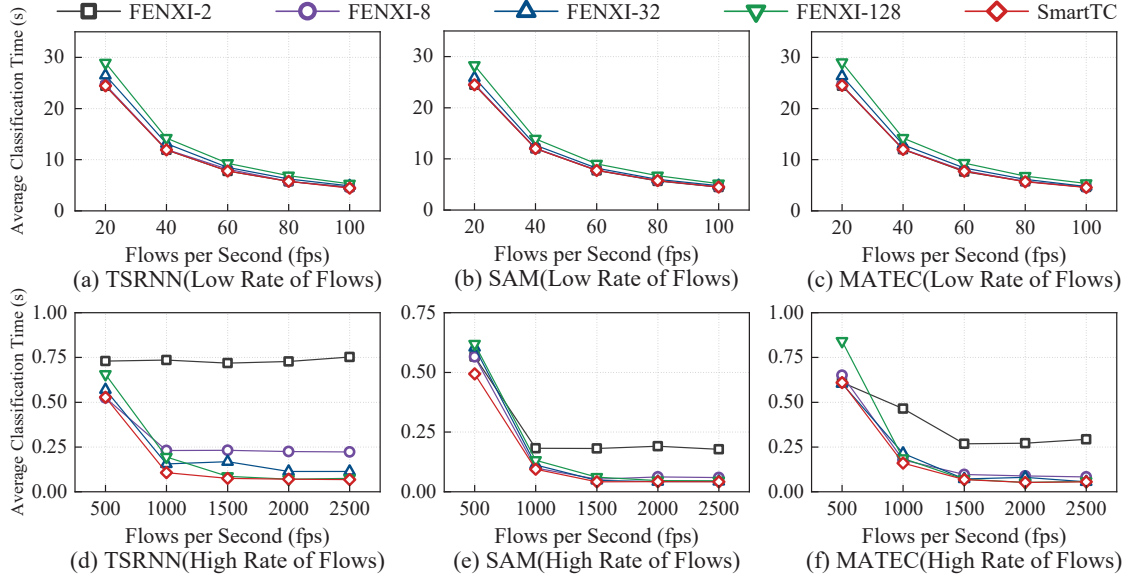 FENXI-2 FENXI-8 FENXI-32 FENXI-128 SmartTC
Average Classification Time (s)
30
20
10
0
20 40 60 80 100
Flows per Second (fps)
(a) TSRNN(Low Rate of Flows)
30
20
10
0
20 40 60 80 100
Flows per Second (fps)
(b) SAM(Low Rate of Flows)
30
20
10
0
20 40 60 80 100
Flows per Second (fps)
(c) MATEC(Low Rate of Flows)
Average Classification Time (s)
1.00
0.75
0.50
0.25
0.00
500 1000 1500 2000 2500
Flows per Second (fps)
(d) TSRNN(High Rate of Flows)
0.75
0.50
0.25
0.00
500 1000 1500 2000 2500
Flows per Second (fps)
(e) SAM(High Rate of Flows)
1.00
0.75
0.50
0.25
0.00
500 1000 1500 2000 2500
Flows per Second (fps)
(f) MATEC(High Rate of Flows)